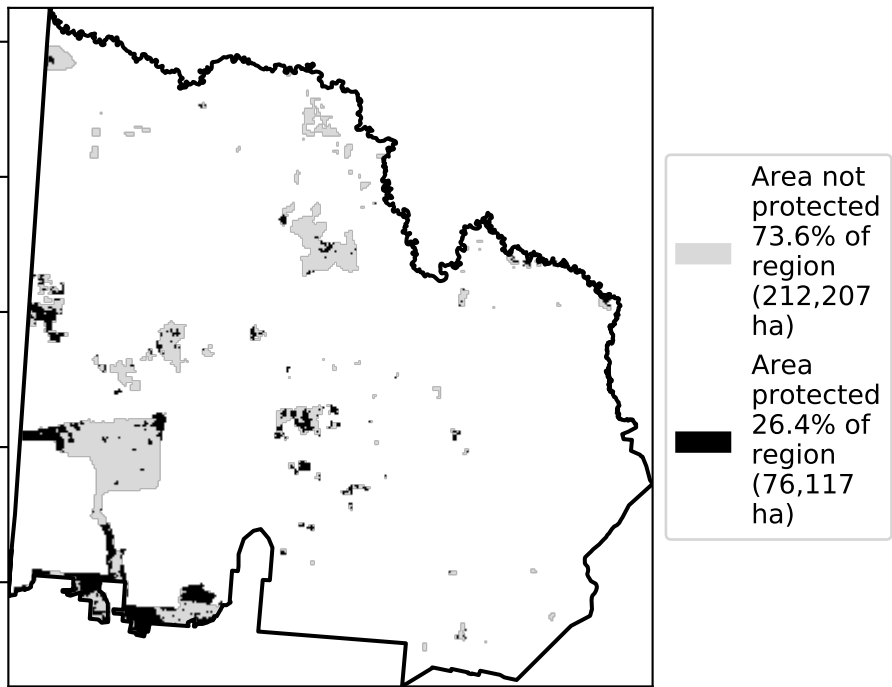 Area not
protected
73.6% of
region
(212,207
ha)
Area
protected
26.4% of
region
(76,117
ha)